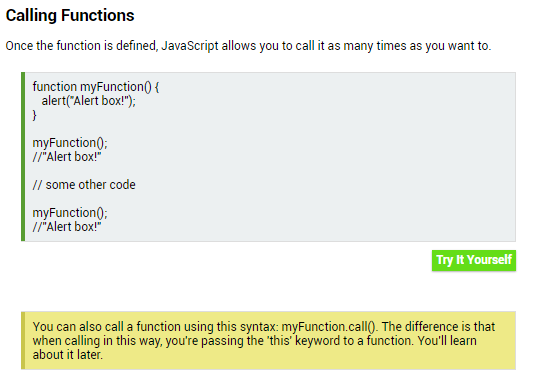 Calling Functions
Once the function is defined, JavaScript allows you to call it as many times as you want to.
function myFunction() {
alert("Alert box!");
}
myFunction();
//"Alert box!"
// some other code
myFunction();
//"Alert box!"
Try It Yourself
You can also call a function using this syntax: myFunction.call(). The difference is that
when calling in this way, you're passing the 'this' keyword to a function. You'll learn
about it later.